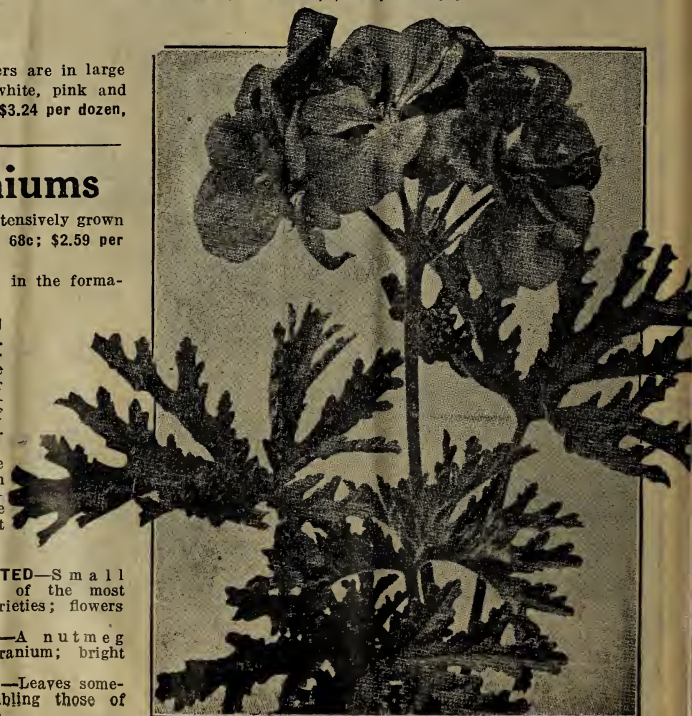 ers are in large
white, pink and
$3.24 per dozen,
iums
tensively grown
68c; $2.59 per
in the forma-
e
n
e
t
TED—Small
of the most
rieties; flowers
—A nutmeg
ranium; bright
—Leaves some-
bling those of